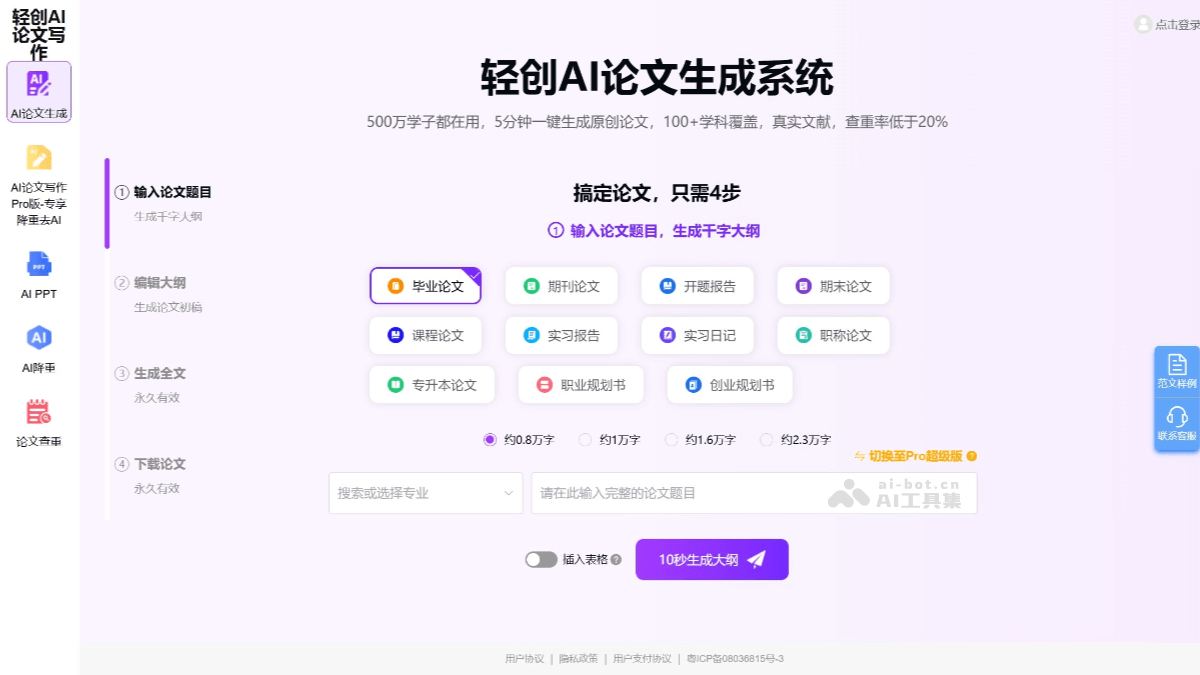 轻创AI
论文写
作
AI论文生成
AI论文写作
Pro版-专享
降重去AI
PPT
AI PPT
AI
AI降重
论文查重
点击登录
轻创AI论文生成系统
500万学子都在用，5分钟一键生成原创论文，100+学科覆盖，真实文献，查重率低于20%
① 输入论文题目
生成千字大纲
② 编辑大纲
生成论文初稿
③ 生成全文
永久有效
④ 下载论文
永久有效
搞定论文，只需4步
① 输入论文题目，生成千字大纲
毕业论文 期刊论文 开题报告 期末论文
课程论文 实习报告 实习日记 职称论文
专升本论文 职业规划书 创业规划书
约0.8万字 约1万字 约1.6万字 约2.3万字
切换至Pro超级版 ?
搜索或选择专业 请在此输入完整的论文题目
ai-bot.cn
AI工具集
插入表格 ? 10秒生成大纲
范文样例
联系客服
用户协议 | 隐私政策 | 用户支付协议 | 粤ICP备08036815号-3